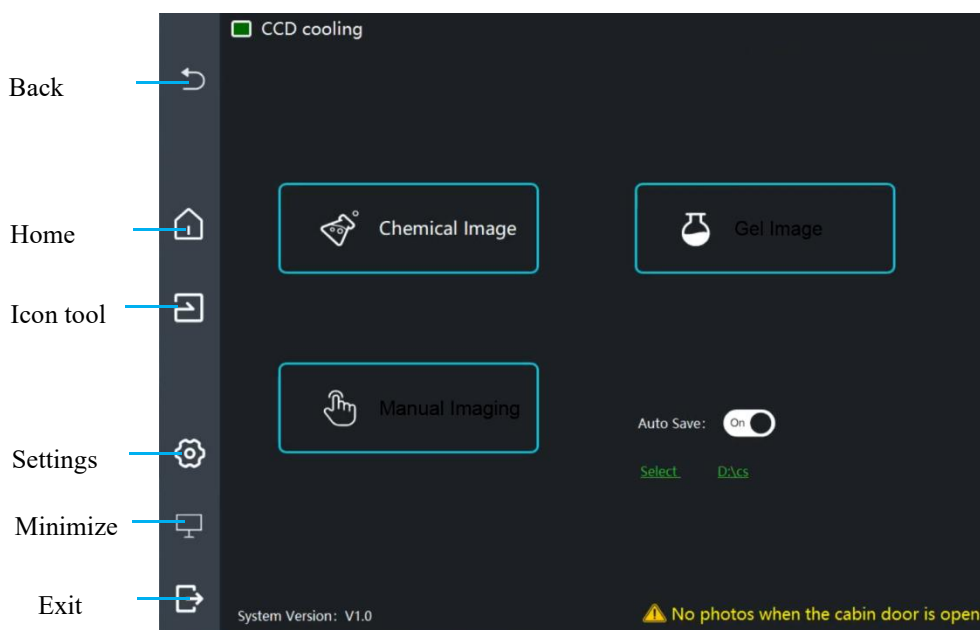 CCD cooling
Back
Home
Chemical Image
Gel Image
Icon tool
Manual Imaging
Auto Save:
On
Settings
Select
D:\cs
Minimize
Exit
System Version: V1.0
No photos when the cabin door is open